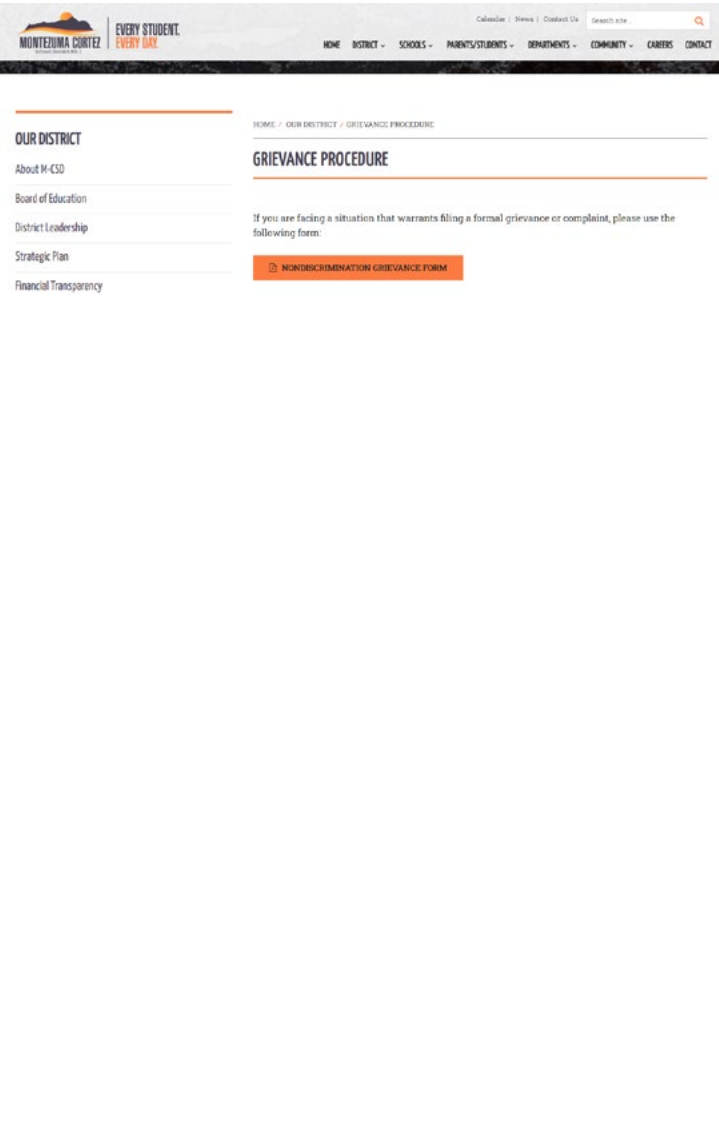 Calendar | News | Contact Us
Search site...
MONTEZUMA CORTEZ
EVERY STUDENT.
EVERY DAY.
HOME DISTRICT SCHOOLS PARENTS/STUDENTS DEPARTMENTS COMMUNITY CAREERS CONTACT
OUR DISTRICT
About M-CSD
Board of Education
District Leadership
Strategic Plan
Financial Transparency
HOME / OUR DISTRICT / GRIEVANCE PROCEDURE
GRIEVANCE PROCEDURE
If you are facing a situation that warrants filing a formal grievance or complaint, please use the
following form:
NONDISCRIMINATION GRIEVANCE FORM